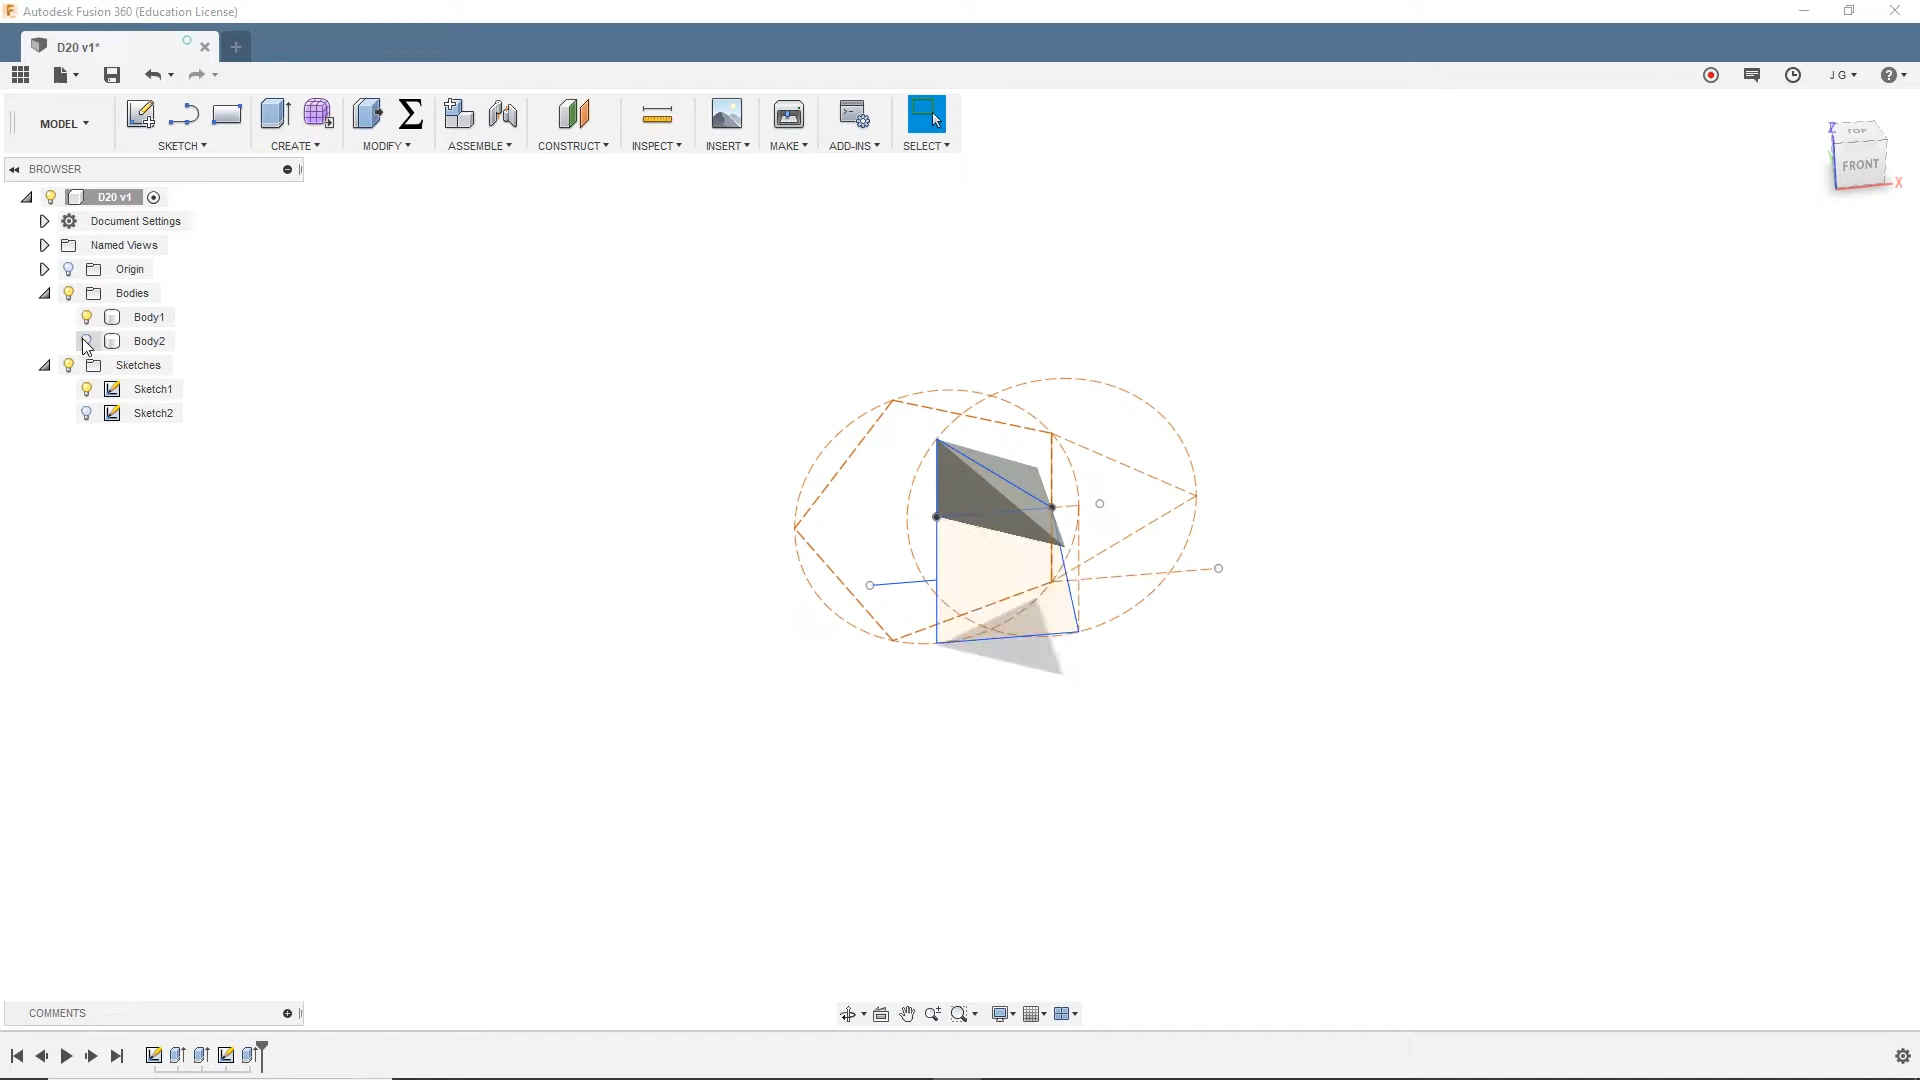 Autodesk Fusion 360 (Education License)
D20 v1*
J G
MODEL
SKETCH
CREATE
MODIFY
ASSEMBLE
CONSTRUCT
INSPECT
INSERT
MAKE
ADD-INS
SELECT
TOP
Z
FRONT
X
BROWSER
D20 v1
Document Settings
Named Views
Origin
Bodies
Body1
Body2
Sketches
Sketch1
Sketch2
COMMENTS